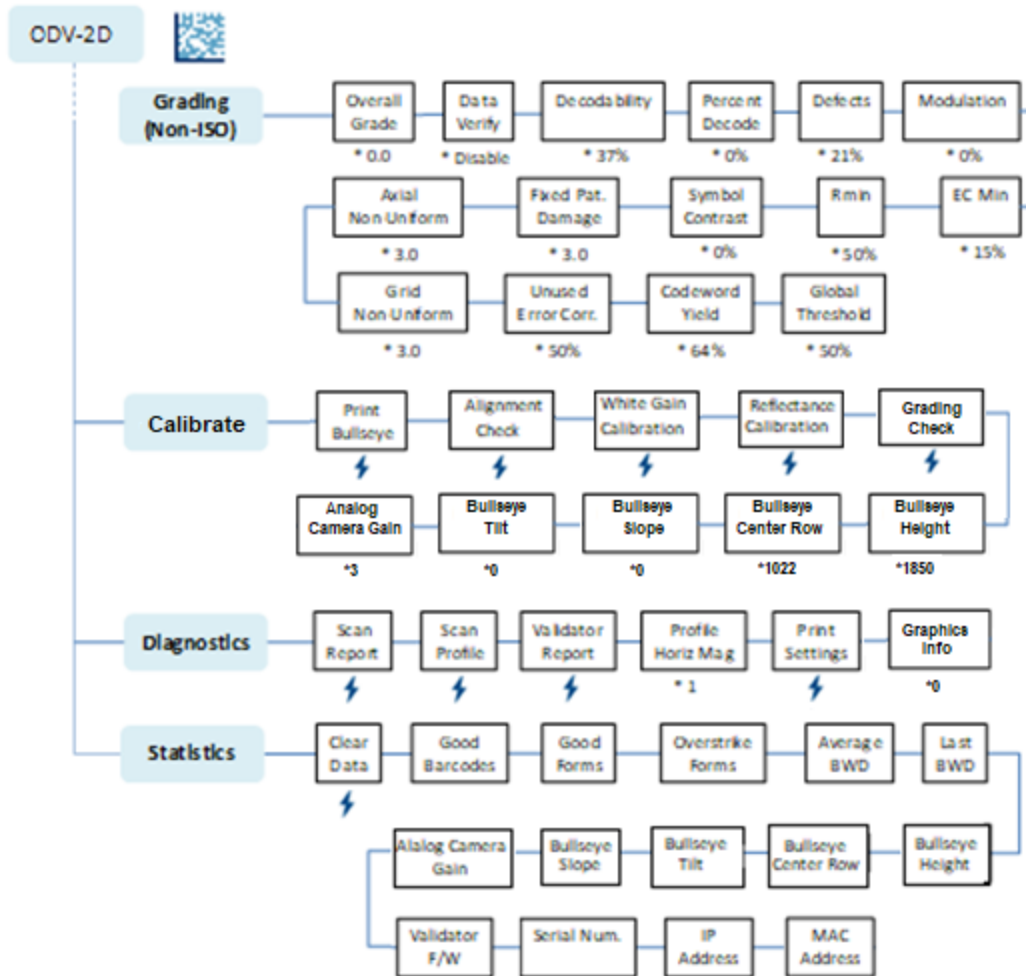 ODV-2D
Grading
(Non-ISO)
Overall
Grade
* 0.0
Data
Verify
* Disable
Decodability
* 37%
Percent
Decode
* 0%
Defects
* 21%
Modulation
* 0%
Axial
Non Uniform
* 3.0
Fixed Pat.
Damage
* 3.0
Symbol
Contrast
* 0%
Rmin
* 50%
EC Min
* 15%
Grid
Non Uniform
* 3.0
Unused
Error Corr.
* 50%
Codeword
Yield
* 64%
Global
Threshold
* 50%
Calibrate
Print
Bullseye
Alignment
Check
White Gain
Calibration
Reflectance
Calibration
Grading
Check
Analog
Camera Gain
*3
Bullseye
Tilt
*0
Bullseye
Slope
*0
Bullseye
Center Row
*1022
Bullseye
Height
*1850
Diagnostics
Scan
Report
Scan
Profile
Validator
Report
Profile
Horiz Mag
* 1
Print
Settings
Graphics
Info
*0
Statistics
Clear
Data
Good
Barcodes
Good
Forms
Overstrike
Forms
Average
BWD
Last
BWD
Alalog Camera
Gain
Bullseye
Slope
Bullseye
Tilt
Bullseye
Center Row
Bullseye
Height
Validator
F/W
Serial Num.
IP
Address
MAC
Address